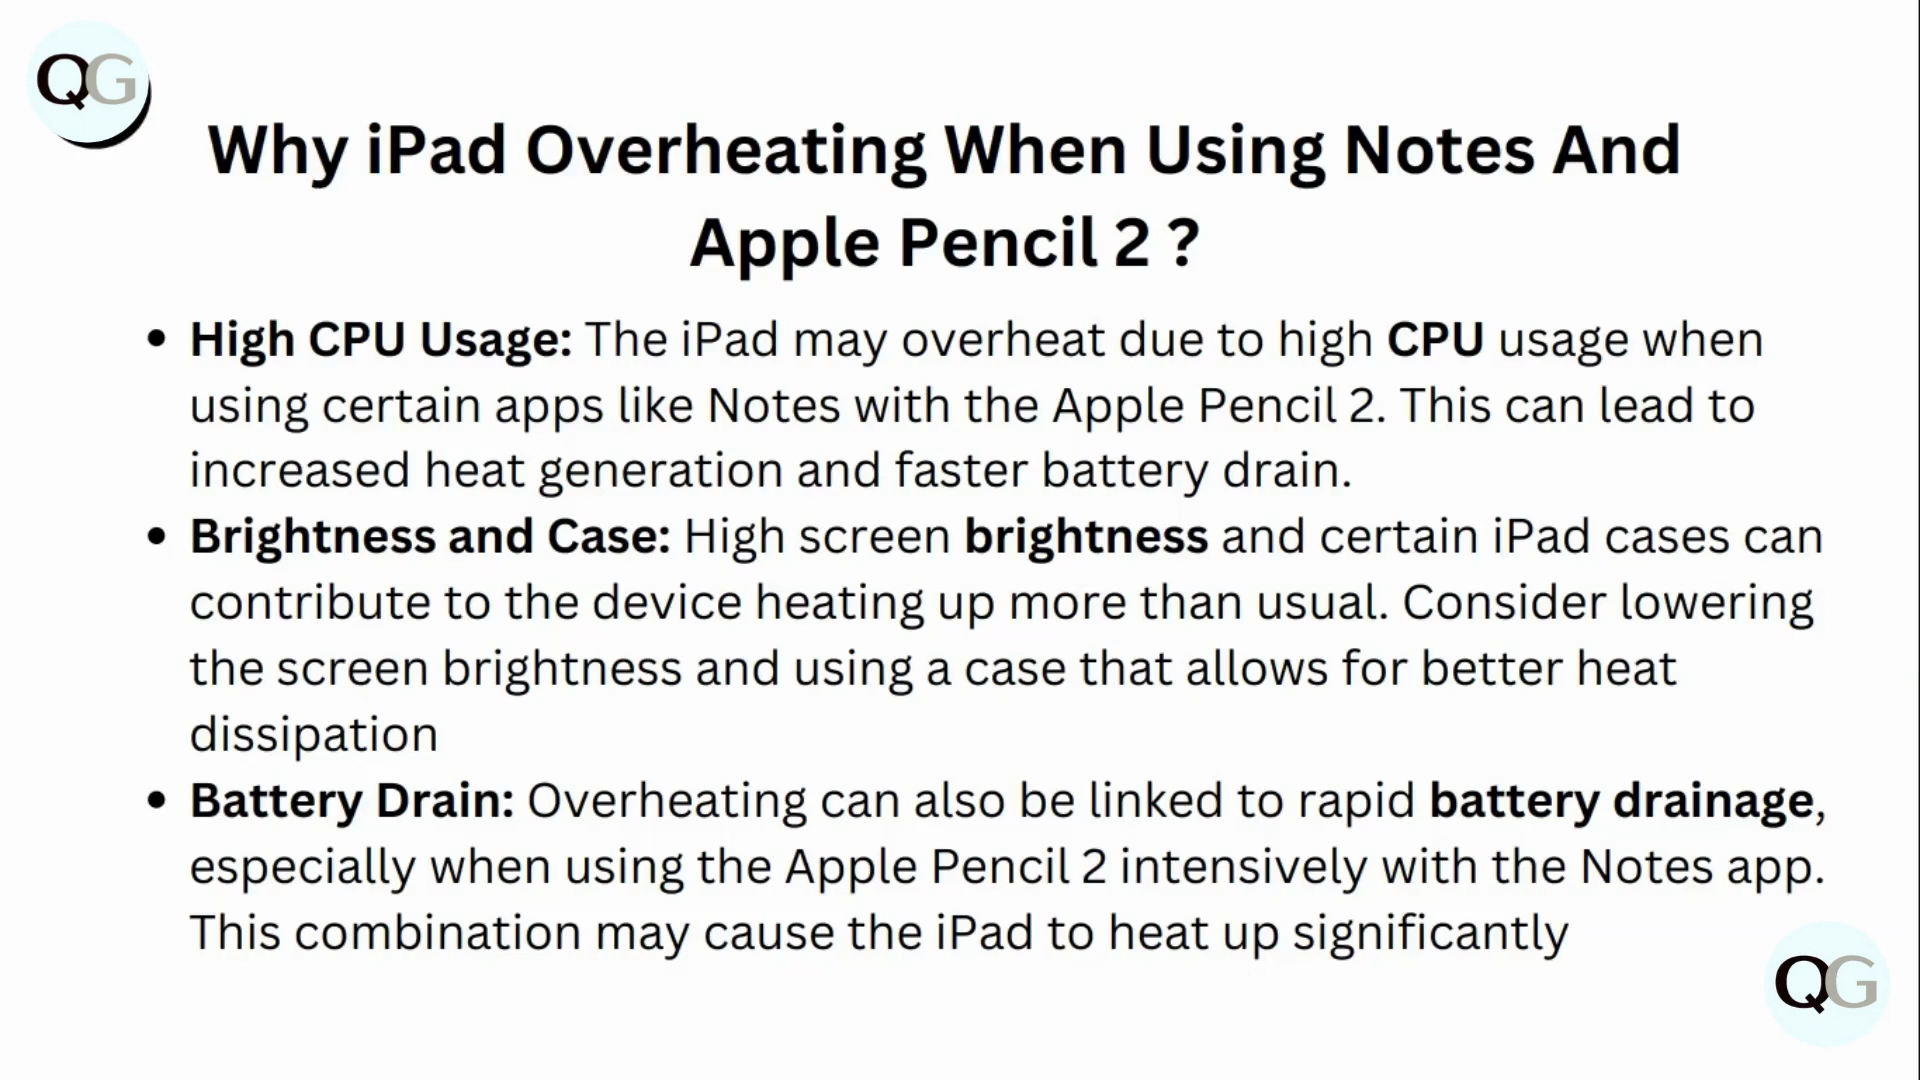 QG
Why iPad Overheating When Using Notes And
Apple Pencil 2 ?
• High CPU Usage: The iPad may overheat due to high CPU usage when
using certain apps like Notes with the Apple Pencil 2. This can lead to
increased heat generation and faster battery drain.
• Brightness and Case: High screen brightness and certain iPad cases can
contribute to the device heating up more than usual. Consider lowering
the screen brightness and using a case that allows for better heat
dissipation
• Battery Drain: Overheating can also be linked to rapid battery drainage,
especially when using the Apple Pencil 2 intensively with the Notes app.
This combination may cause the iPad to heat up significantly
QG